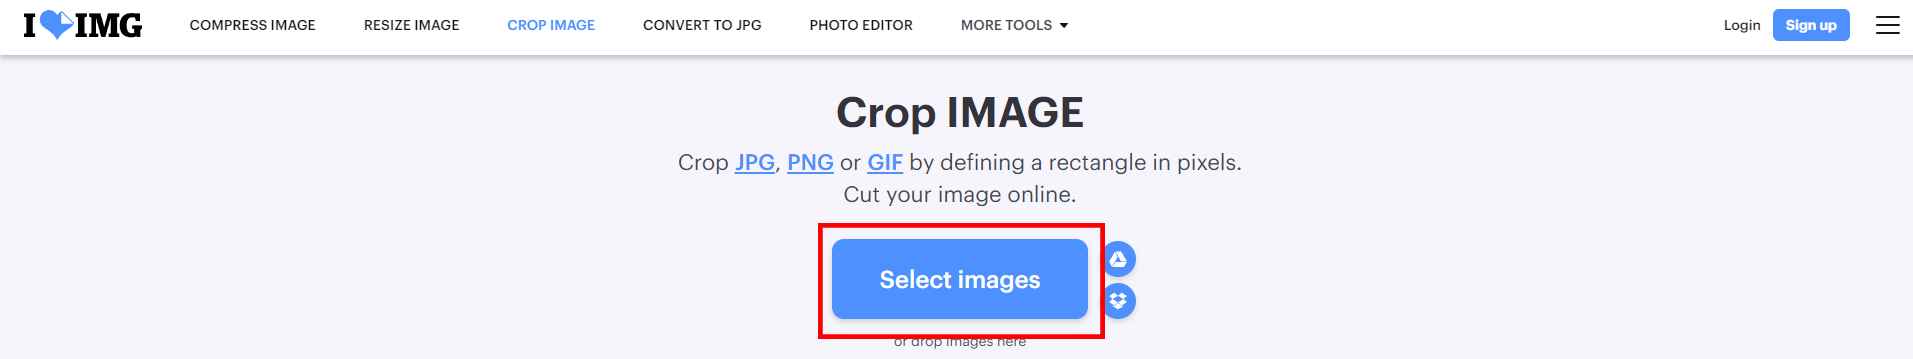 I IMG COMPRESS IMAGE RESIZE IMAGE CROP IMAGE CONVERT TO JPG PHOTO EDITOR MORE TOOLS Login Sign up
Crop IMAGE
Crop JPG, PNG or GIF by defining a rectangle in pixels.
Cut your image online.
Select images
or drop images here